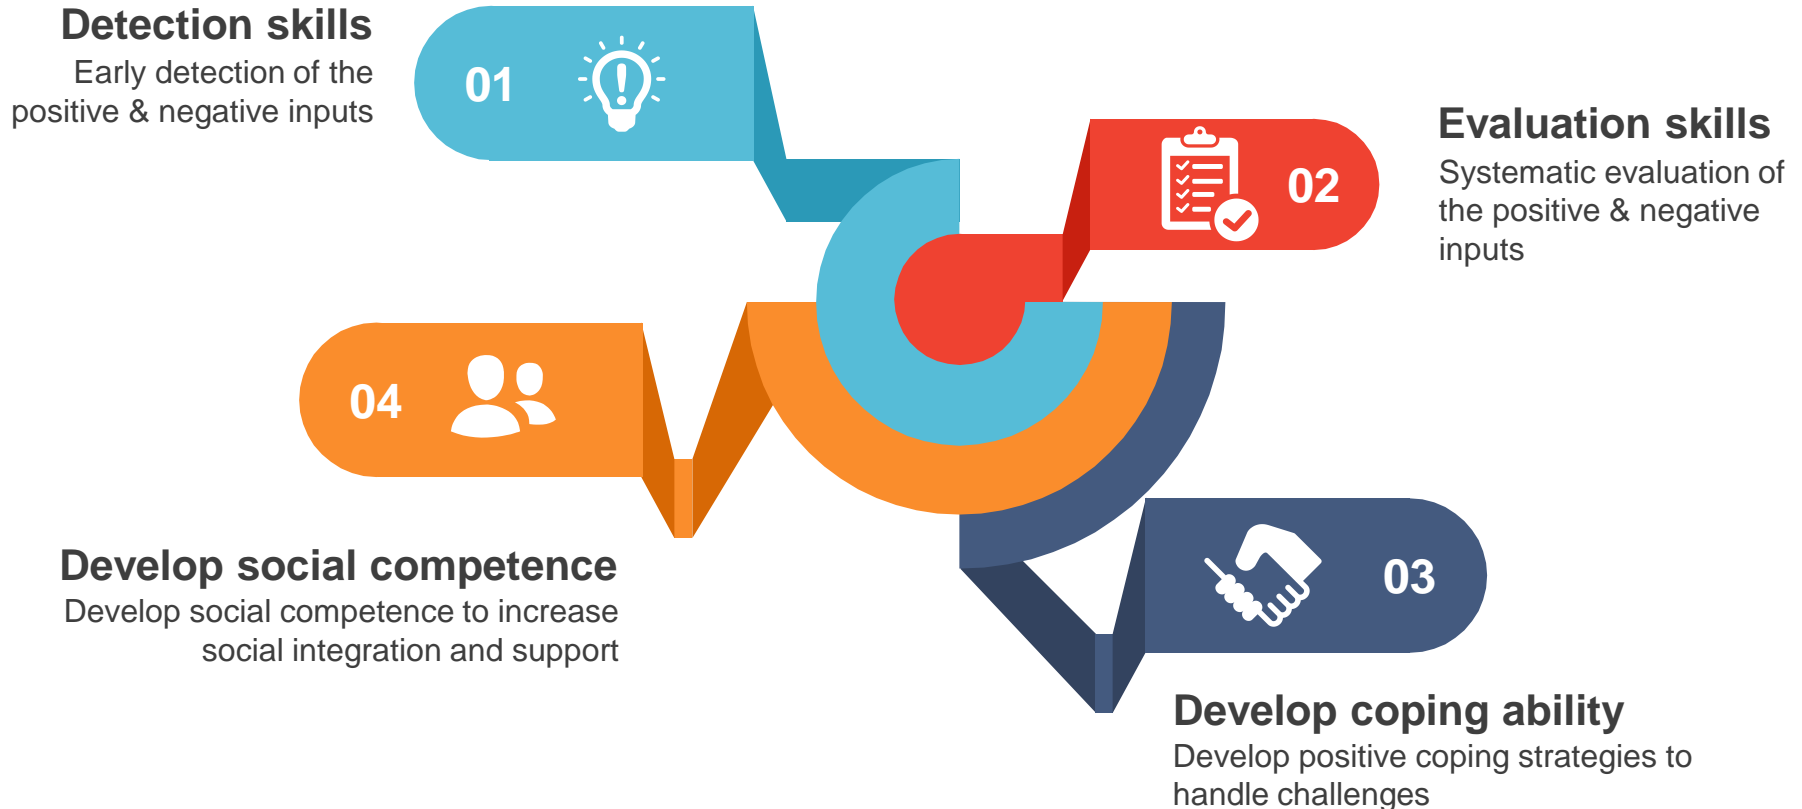 Detection skills
Early detection of the
positive & negative inputs
01
02
Evaluation skills
Systematic evaluation of
the positive & negative
inputs
03
Develop coping ability
Develop positive coping strategies to
handle challenges
04
Develop social competence
Develop social competence to increase
social integration and support